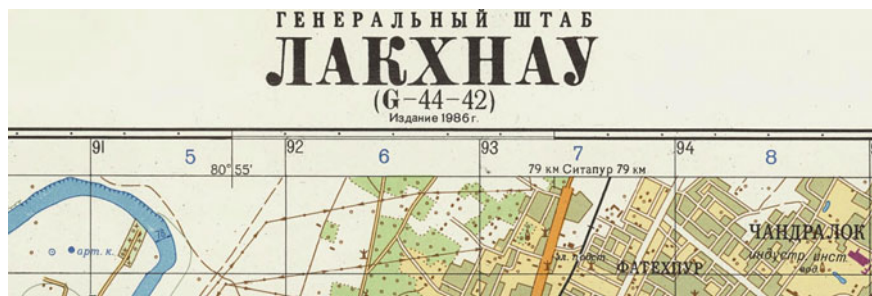 ГЕНЕРАЛЬНЫЙ ШТАБ
ЛАКХНАУ
(G-44-42)
Издание 1986 г.
91 5 92 6 93 7 94 8
80° 55' 79 км Ситапур 79 км
ЧАНДРАЛОК
арт. к. индустр. инст
ФАТЕХПУР вод.